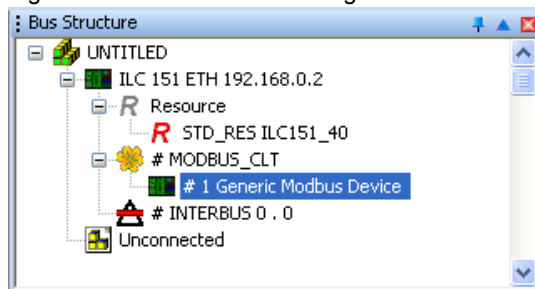 Bus Structure
UNTITLED
ILC 151 ETH 192.168.0.2
R Resource
R STD_RES ILC151_40
# MODBUS_CLT
# 1 Generic Modbus Device
# INTERBUS 0 . 0
Unconnected